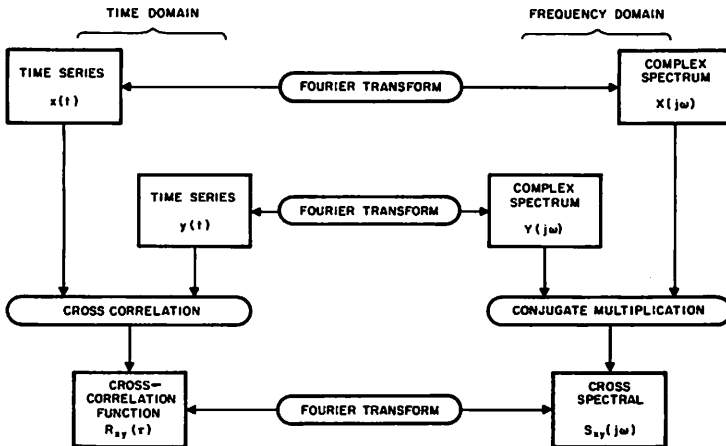 TIME DOMAIN
FREQUENCY DOMAIN
TIME SERIES
x(t)
FOURIER TRANSFORM
COMPLEX
SPECTRUM
X(jω)
TIME SERIES
y(t)
FOURIER TRANSFORM
COMPLEX
SPECTRUM
Y(jω)
CROSS CORRELATION
CONJUGATE MULTIPLICATION
CROSS-
CORRELATION
FUNCTION
Rxy(τ)
FOURIER TRANSFORM
CROSS
SPECTRAL
Sxy(jω)